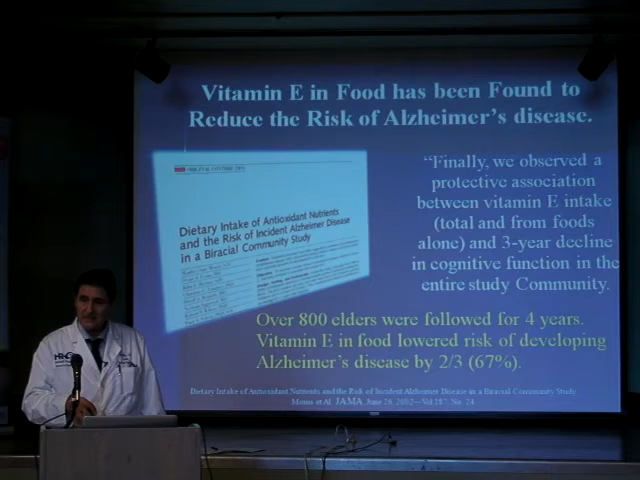 Vitamin E in Food has been Found to
Reduce the Risk of Alzheimer's disease.
Dietary Intake of Antioxidant Nutrients
and the Risk of Incident Alzheimer Disease
in a Biracial Community Study
"Finally, we observed a
protective association
between vitamin E intake
(total and from foods
alone) and 3-year decline
in cognitive function in the
entire study Community.
Over 800 elders were followed for 4 years.
Vitamin E in food lowered risk of developing
Alzheimer's disease by 2/3 (67%).
Dietary Intake of Antioxidant Nutrients and the Risk of Incident Alzheimer Disease in a Biracial Community Study
Morris et Al. JAMA, June 26, 2002—Vol 287, No. 24